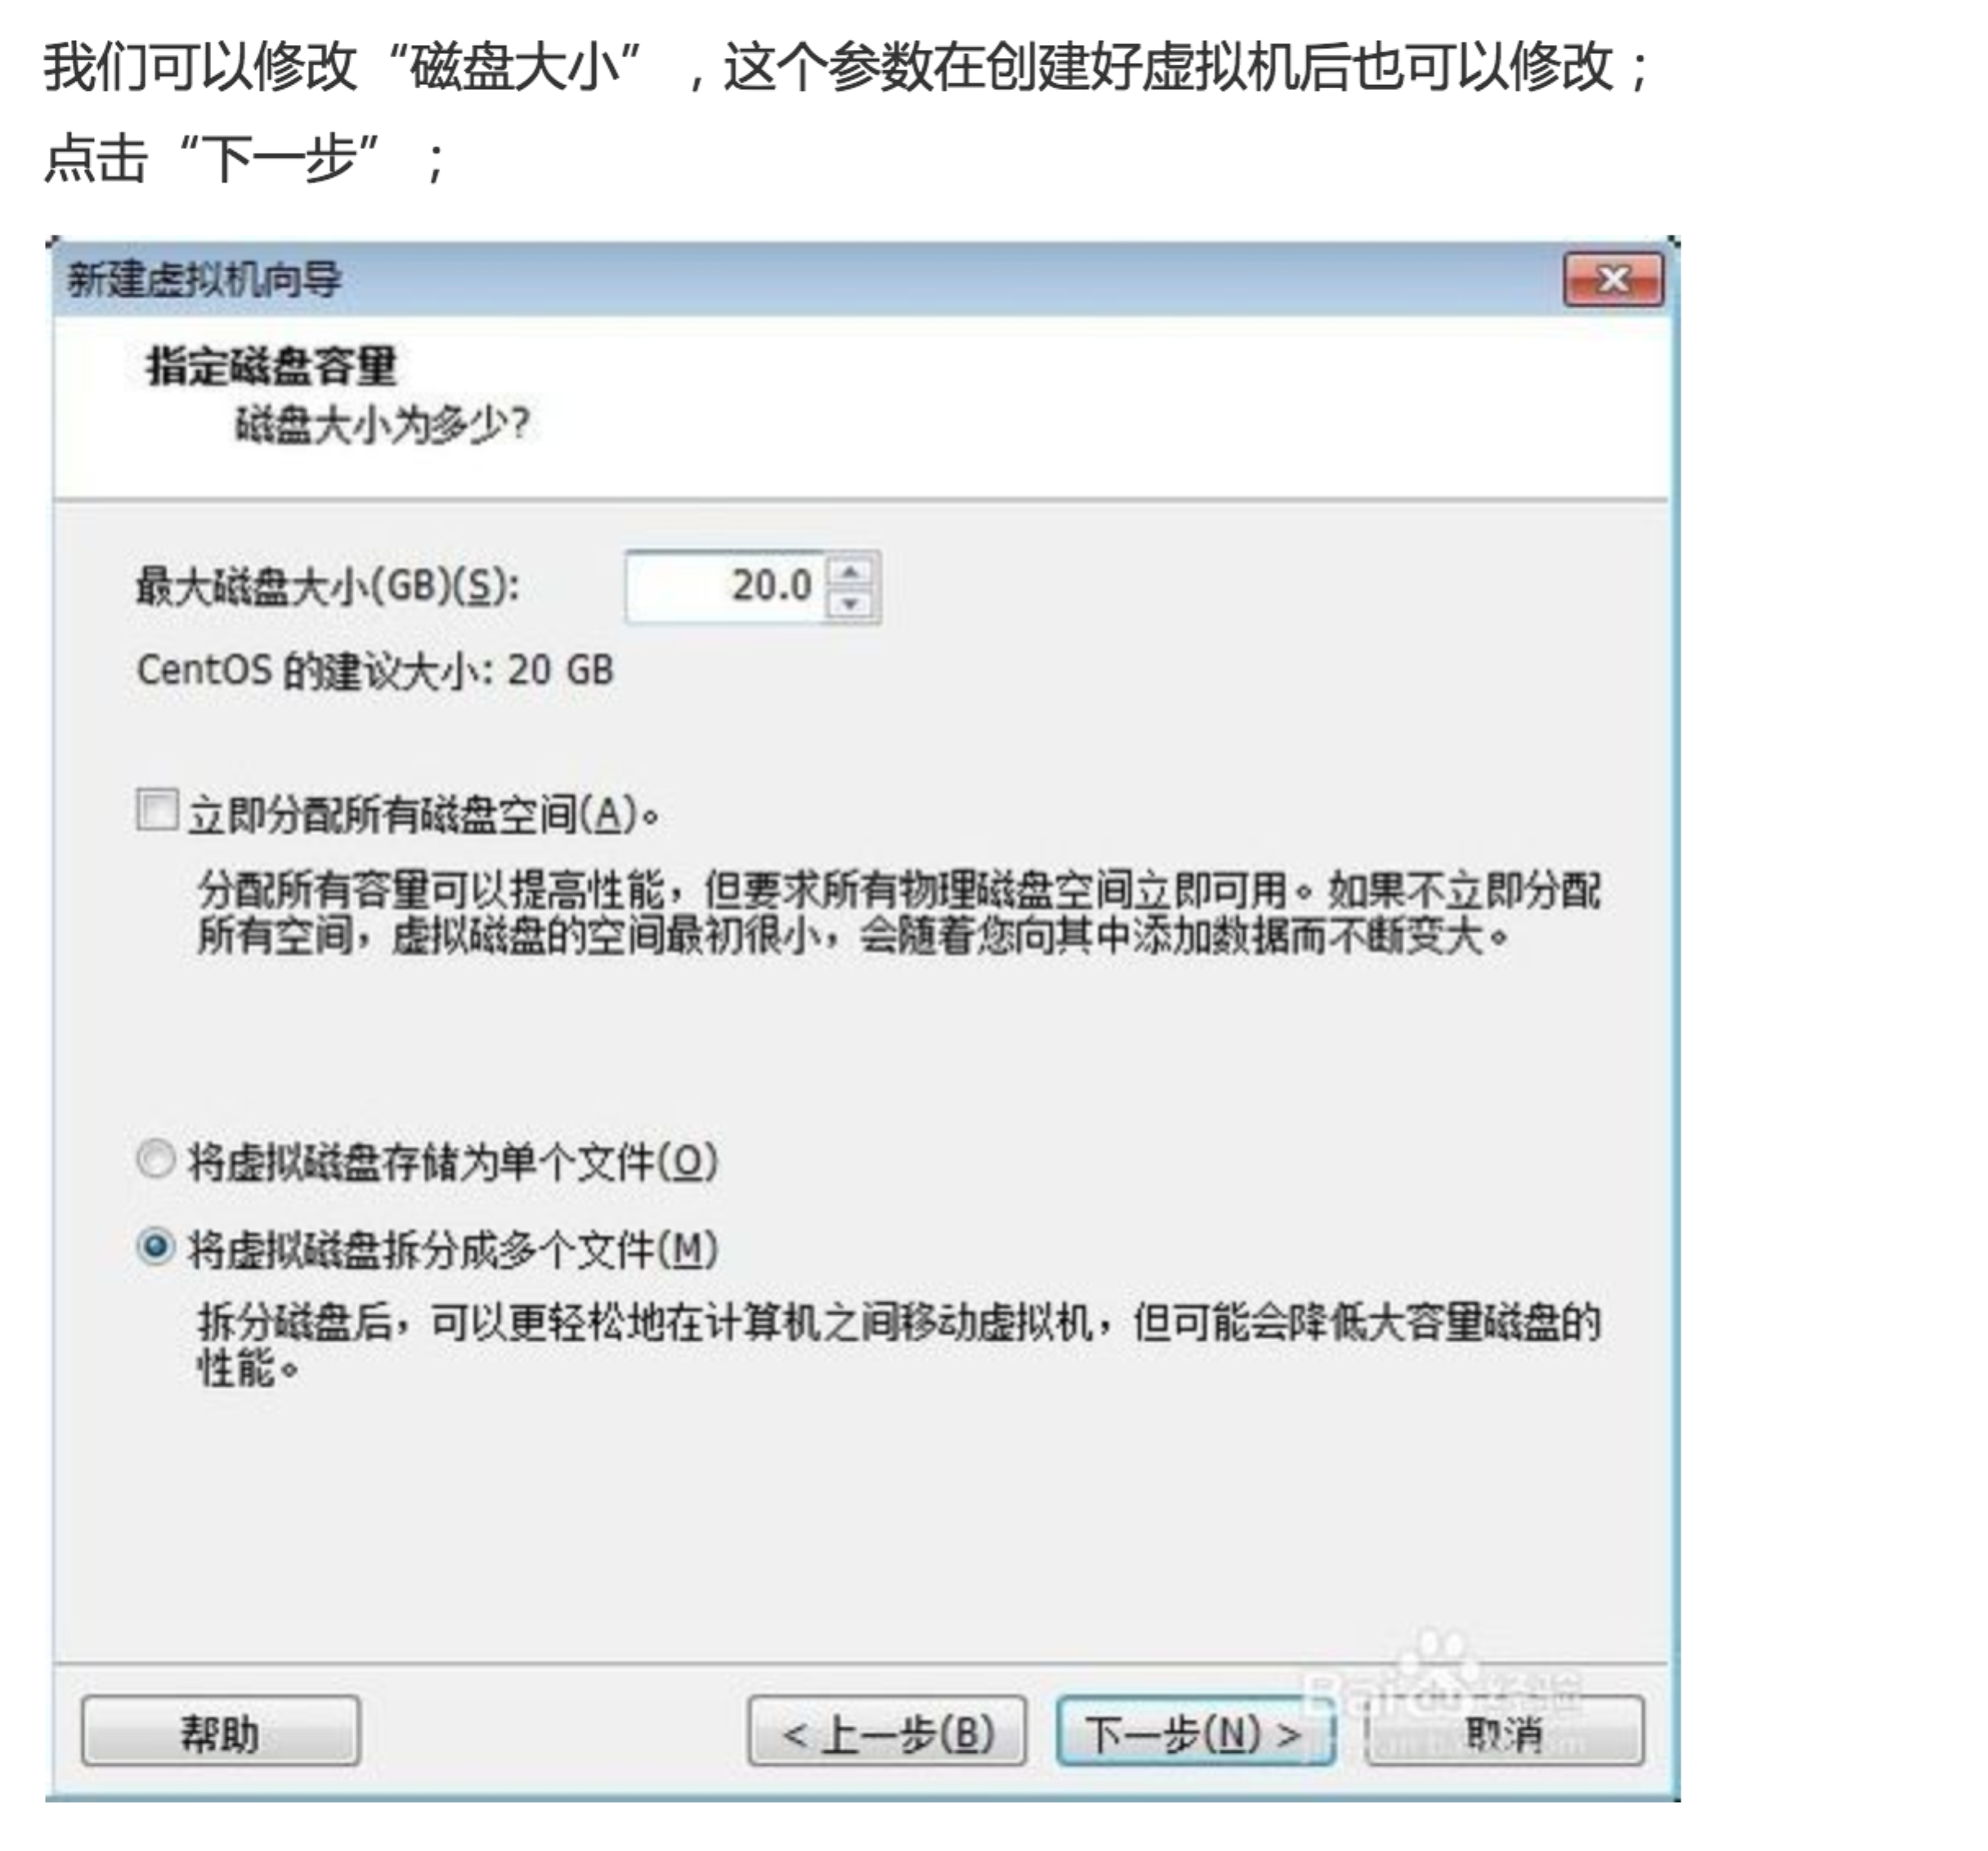 我们可以修改“磁盘大小”，这个参数在创建好虚拟机后也可以修改；
点击“下一步”；
新建虚拟机向导
指定磁盘容量
磁盘大小为多少?
最大磁盘大小(GB)(S): 20.0
CentOS 的建议大小: 20 GB
立即分配所有磁盘空间(A)。
分配所有容量可以提高性能，但要求所有物理磁盘空间立即可用。如果不立即分配
所有空间，虚拟磁盘的空间最初很小，会随着您向其中添加数据而不断变大。
将虚拟磁盘存储为单个文件(O)
将虚拟磁盘拆分成多个文件(M)
拆分磁盘后，可以更轻松地在计算机之间移动虚拟机，但可能会降低大容量磁盘的
性能。
Baidu 经验
帮助 < 上一步(B) 下一步(N) > 取消